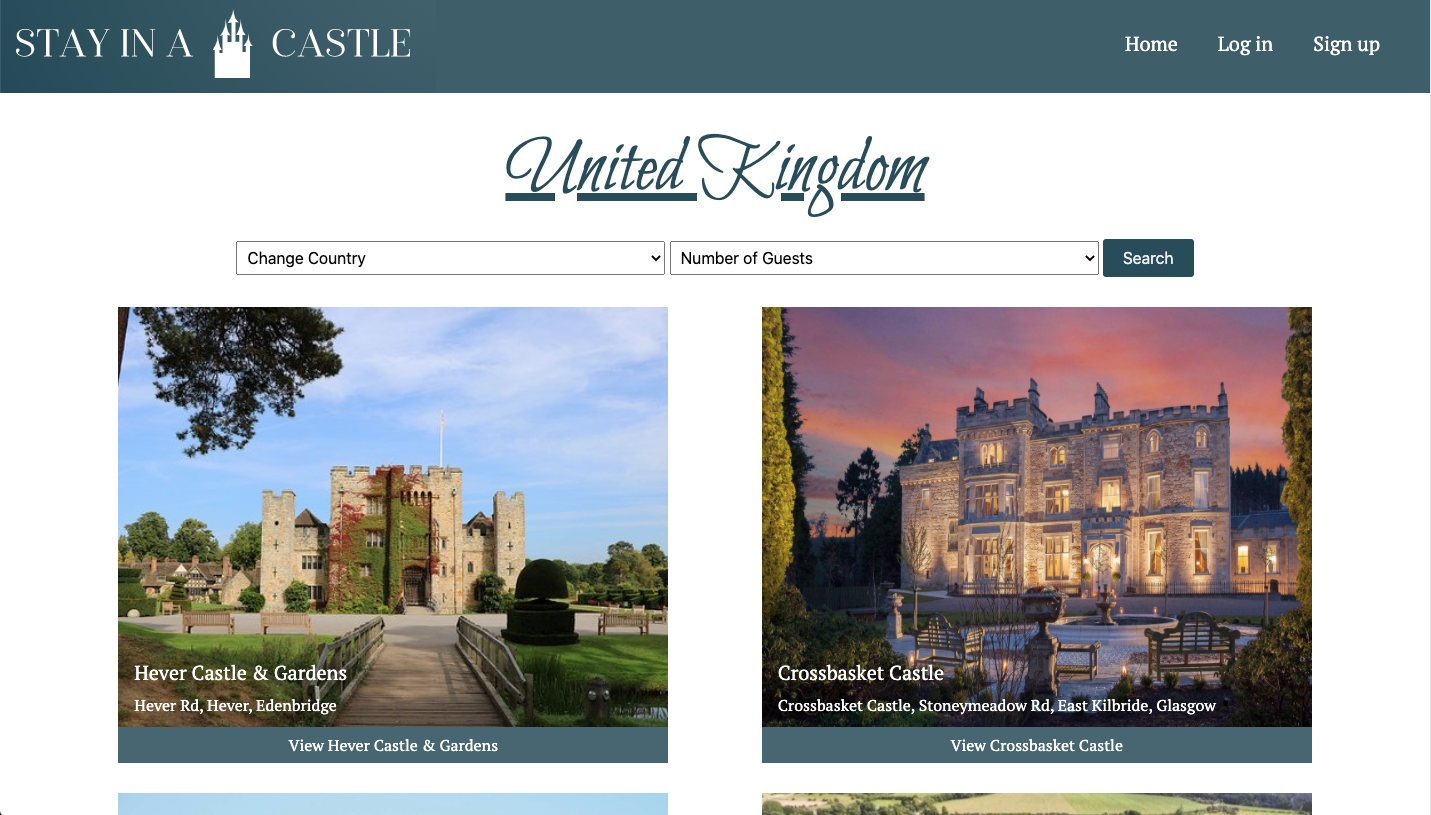 STAY IN A CASTLE
Home Log in Sign up
United Kingdom
Change Country Number of Guests Search
Hever Castle & Gardens
Hever Rd, Hever, Edenbridge
View Hever Castle & Gardens
Crossbasket Castle
Crossbasket Castle, Stoneymeadow Rd, East Kilbride, Glasgow
View Crossbasket Castle